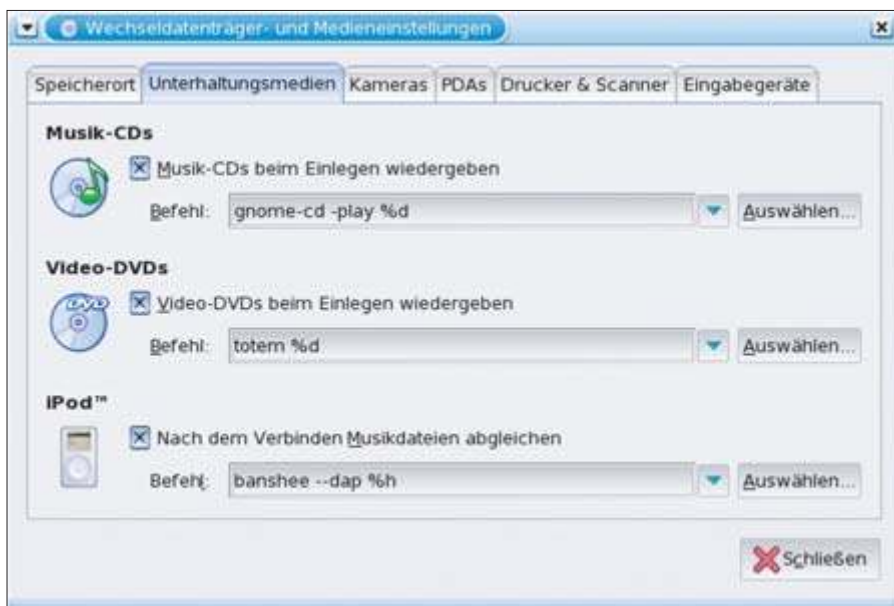 Wechseldatenträger- und Medieneinstellungen
Speicherort Unterhaltungsmedien Kameras PDAs Drucker & Scanner Eingabegeräte
Musik-CDs
Musik-CDs beim Einlegen wiedergeben
Befehl: gnome-cd -play %d Auswählen...
Video-DVDs
DVD
Video-DVDs beim Einlegen wiedergeben
Befehl: totem %d Auswählen...
iPod™
Nach dem Verbinden Musikdateien abgleichen
Befehl: banshee --dap %h Auswählen...
Schließen